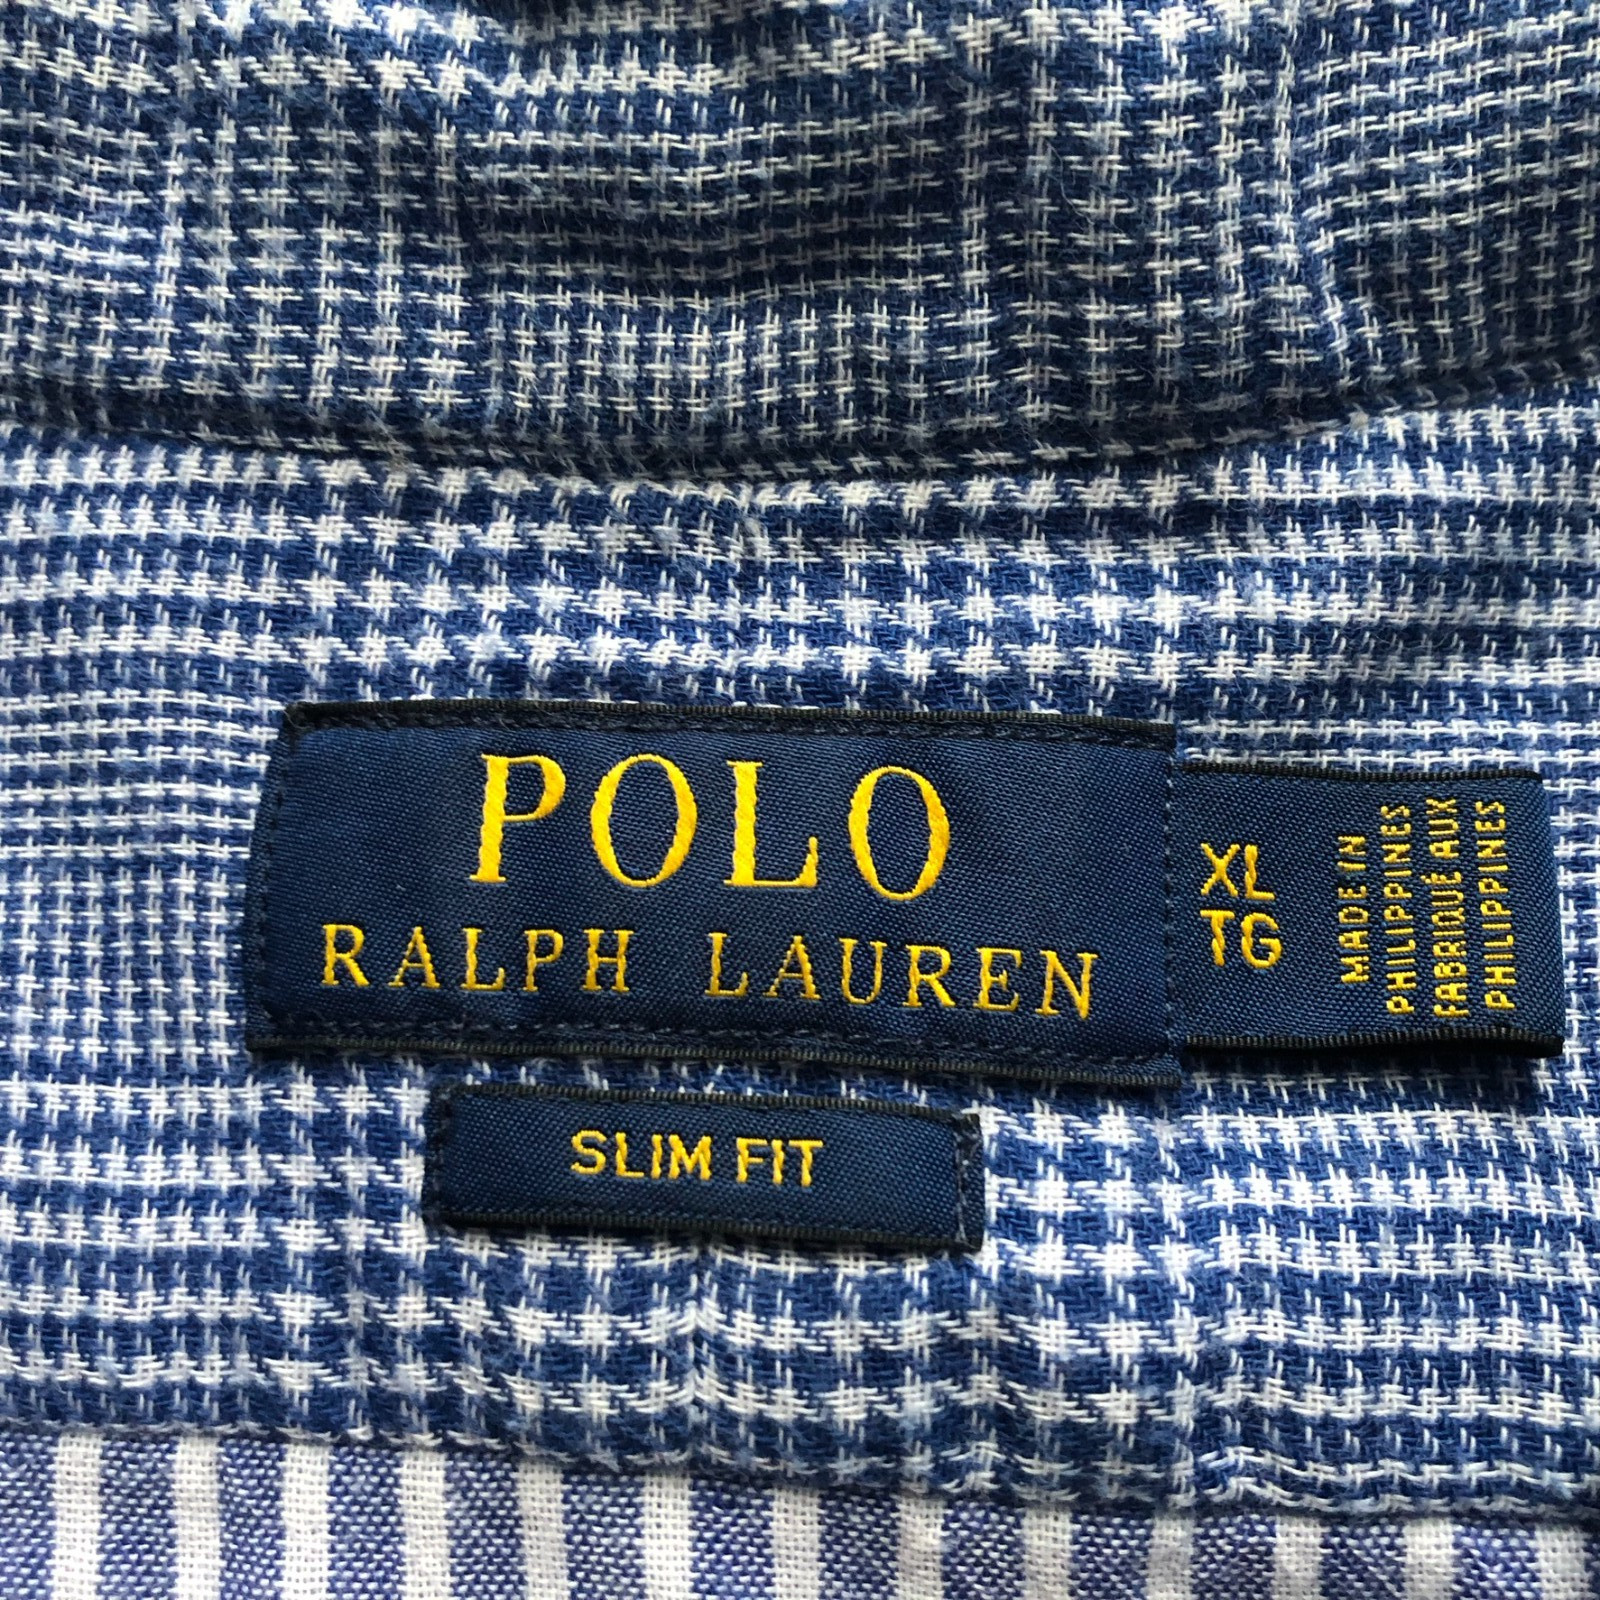 POLO
RALPH LAUREN
XL
TG
MADE IN
PHILIPPINES
FABRIQUÉ AUX
PHILIPPINES
SLIM FIT